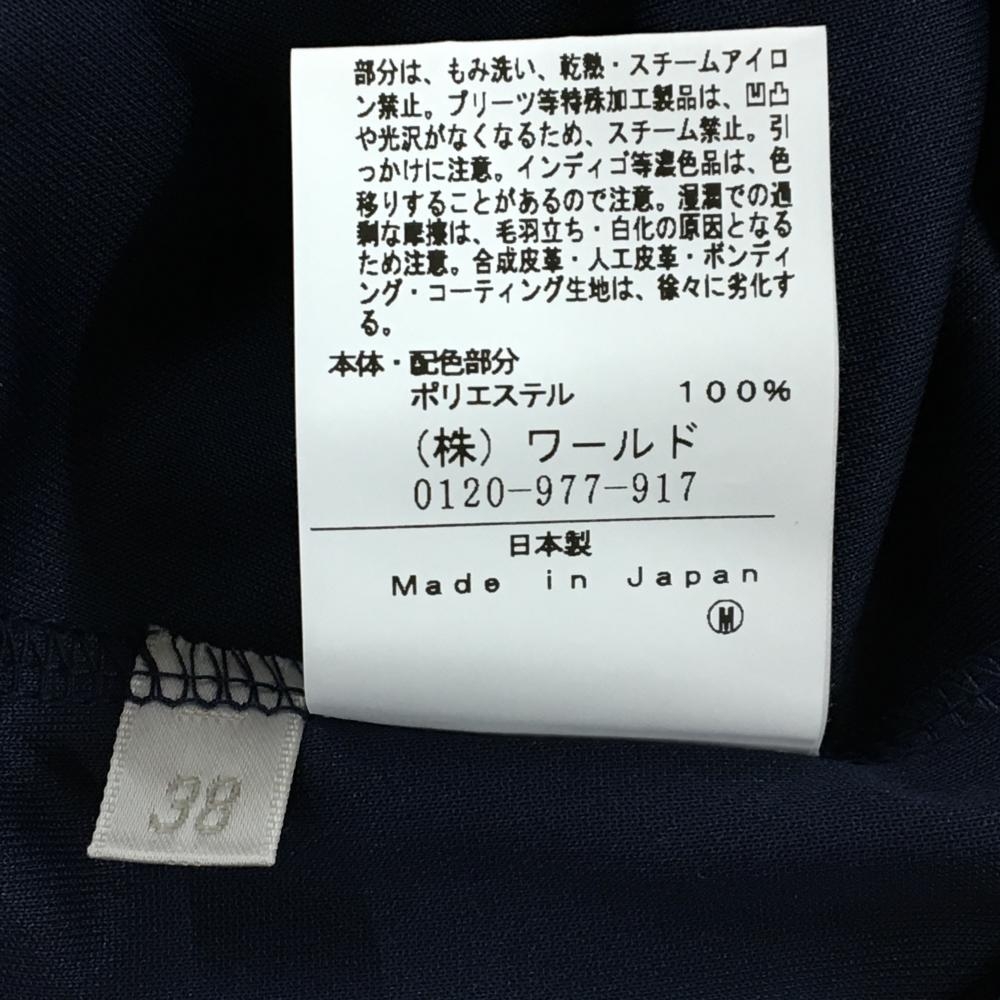 部分は、もみ洗い、乾熱・スチームアイロ
ン禁止。プリーツ等特殊加工製品は、凹凸
や光沢がなくなるため、スチーム禁止。引
っかけに注意。インディゴ等濃色品は、色
移りすることがあるので注意。湿潤での過
剰な摩擦は、毛羽立ち・白化の原因となる
ため注意。合成皮革・人工皮革・ボンディ
ング・コーティング生地は、徐々に劣化す
る。
本体・配色部分
ポリエステル 100%
(株) ワールド
0120-977-917
日本製
Made in Japan
M
38